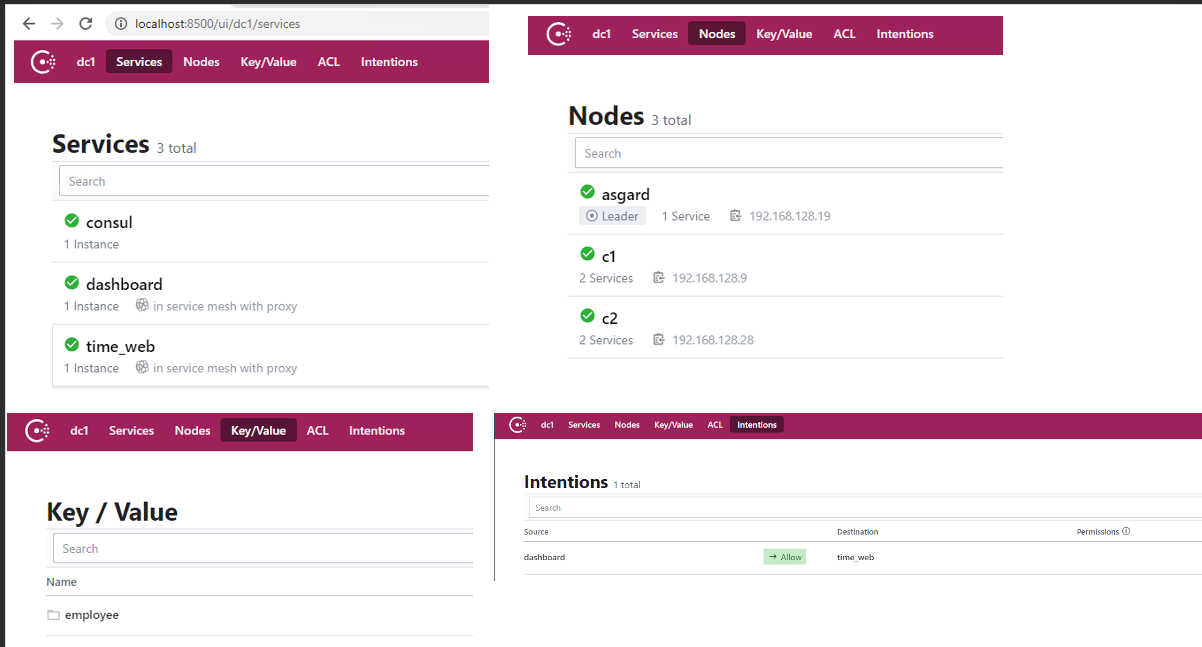 localhost:8500/ui/dc1/services
dc1 Services Nodes Key/Value ACL Intentions
Services 3 total
Search
consul
1 Instance
dashboard
1 Instance in service mesh with proxy
time_web
1 Instance in service mesh with proxy
dc1 Services Nodes Key/Value ACL Intentions
Nodes 3 total
Search
asgard
Leader 1 Service 192.168.128.19
c1
2 Services 192.168.128.9
c2
2 Services 192.168.128.28
dc1 Services Nodes Key/Value ACL Intentions
Key / Value
Search
Name
employee
dc1 Services Nodes Key/Value ACL Intentions
Intentions 1 total
Search
Source Destination Permissions
dashboard → Allow time_web